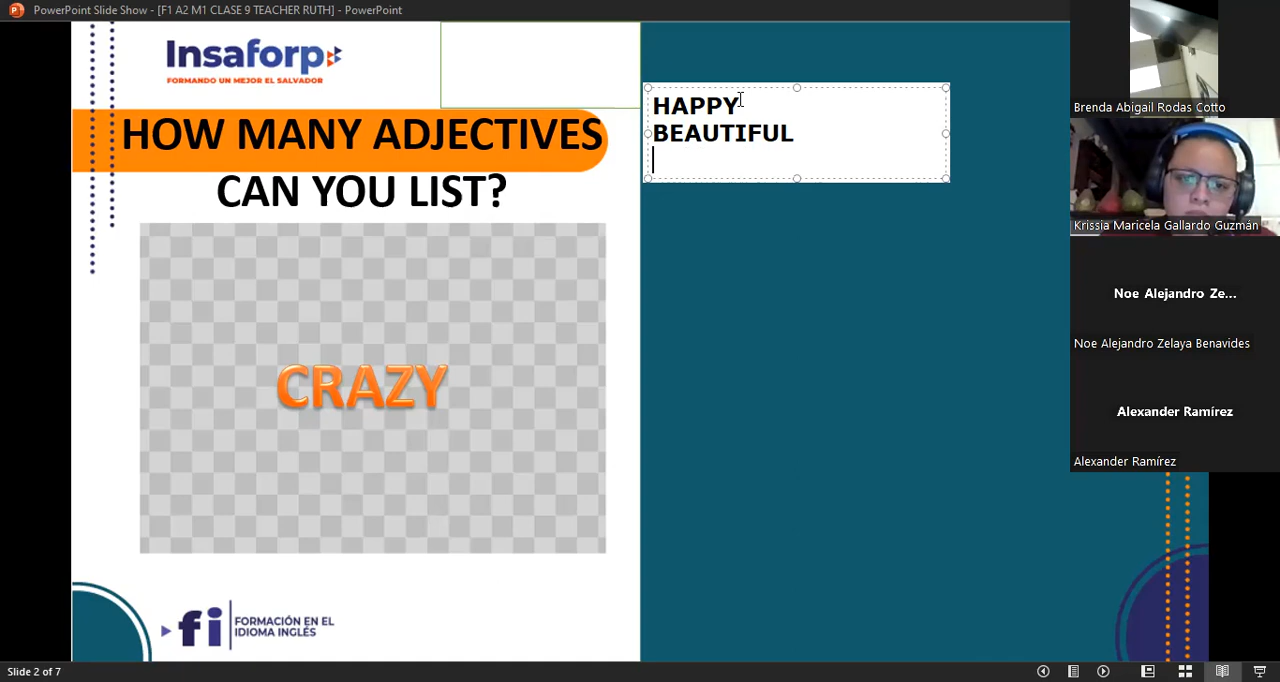 PowerPoint Slide Show - [F1 A2 M1 CLASE 9 TEACHER RUTH] - PowerPoint
Insaforp
FORMANDO UN MEJOR EL SALVADOR
HOW MANY ADJECTIVES
CAN YOU LIST?
CRAZY
fi
FORMACIÓN EN EL
IDIOMA INGLÉS
HAPPY
BEAUTIFUL
Brenda Abigail Rodas Cotto
Krissia Maricela Gallardo Guzmán
Noe Alejandro Ze...
Noe Alejandro Zelaya Benavides
Alexander Ramírez
Alexander Ramírez
Slide 2 of 7